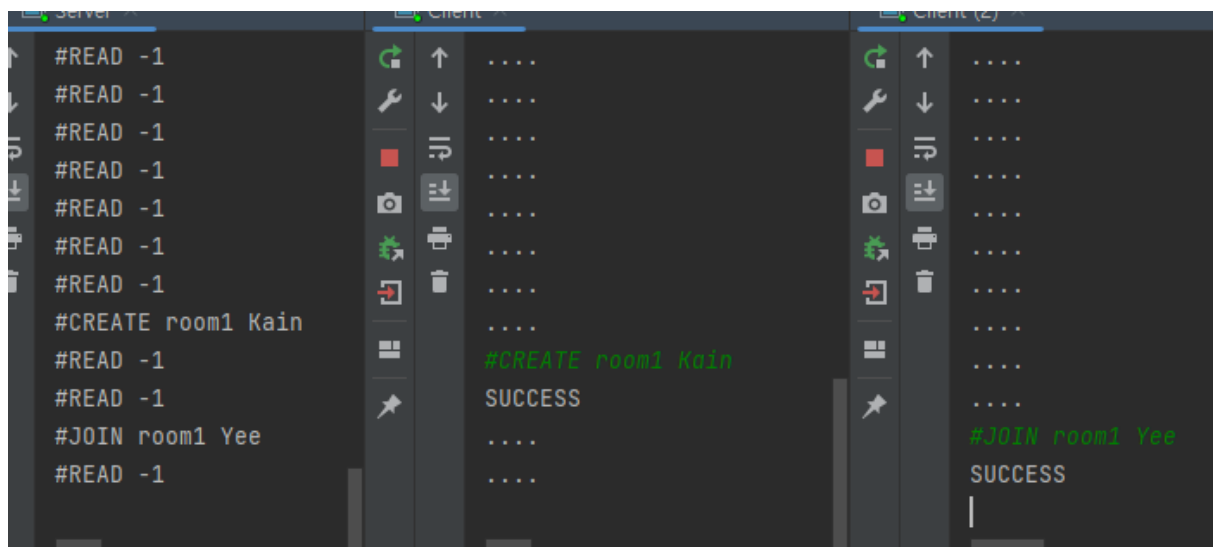 Server
#READ -1
#READ -1
#READ -1
#READ -1
#READ -1
#READ -1
#READ -1
#CREATE room1 Kain
#READ -1
#READ -1
#JOIN room1 Yee
#READ -1
Client
....
....
....
....
....
....
....
....
#CREATE room1 Kain
SUCCESS
....
....
Client (2)
....
....
....
....
....
....
....
....
....
....
#JOIN room1 Yee
SUCCESS